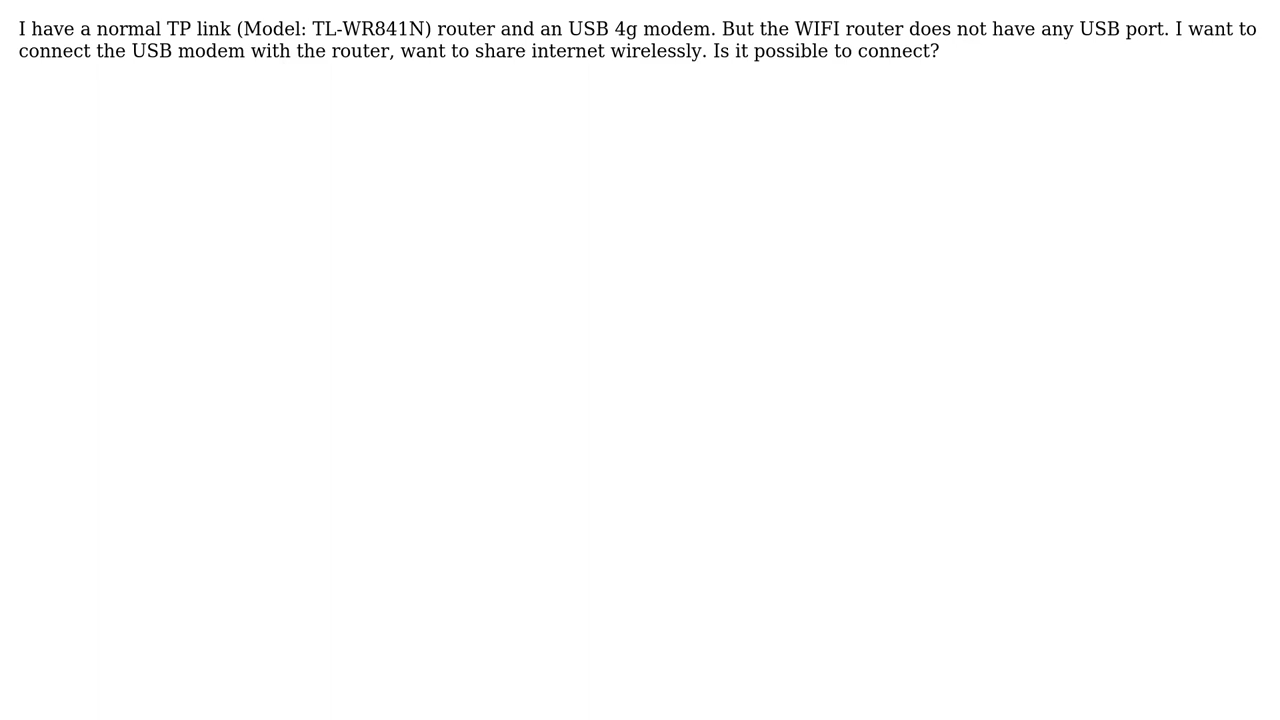 I have a normal TP link (Model: TL-WR841N) router and an USB 4g modem. But the WIFI router does not have any USB port. I want to
connect the USB modem with the router, want to share internet wirelessly. Is it possible to connect?